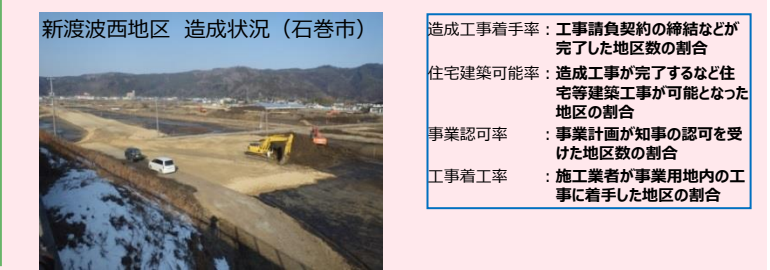 新渡波西地区 造成状況（石巻市）
造成工事着手率：工事請負契約の締結などが
完了した地区数の割合
住宅建築可能率：造成工事が完了するなど住
宅等建築工事が可能となった
地区の割合
事業認可率　　：事業計画が知事の認可を受
けた地区数の割合
工事着工率　　：施工業者が事業用地内の工
事に着手した地区の割合